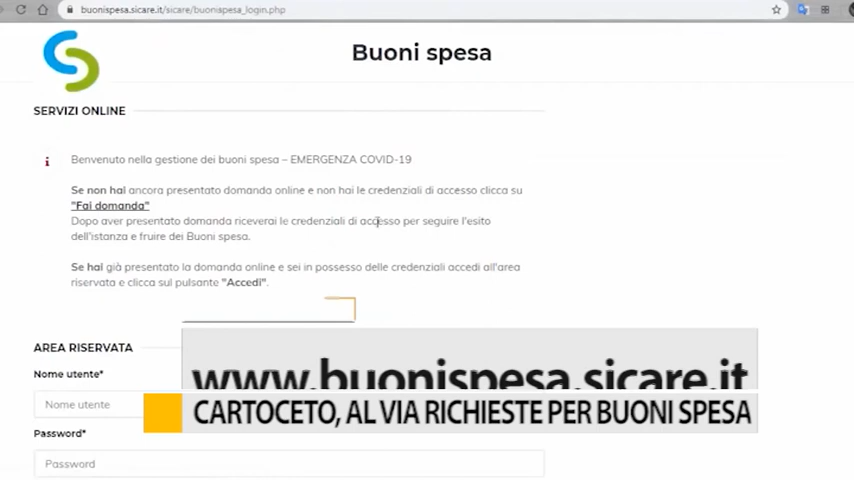 buonispesa.sicare.it/sicare/buonispesa_login.php
Buoni spesa
SERVIZI ONLINE
Benvenuto nella gestione dei buoni spesa – EMERGENZA COVID-19
Se non hai ancora presentato domanda online e non hai le credenziali di accesso clicca su
"Fai domanda"
Dopo aver presentato domanda riceverai le credenziali di accesso per seguire l'esito
dell'istanza e fruire dei Buoni spesa.
Se hai già presentato la domanda online e sei in possesso delle credenziali accedi all'area
riservata e clicca sul pulsante "Accedi".
AREA RISERVATA
Nome utente*
Nome utente
Password*
Password
www.buonispesa.sicare.it
CARTOCETO, AL VIA RICHIESTE PER BUONI SPESA